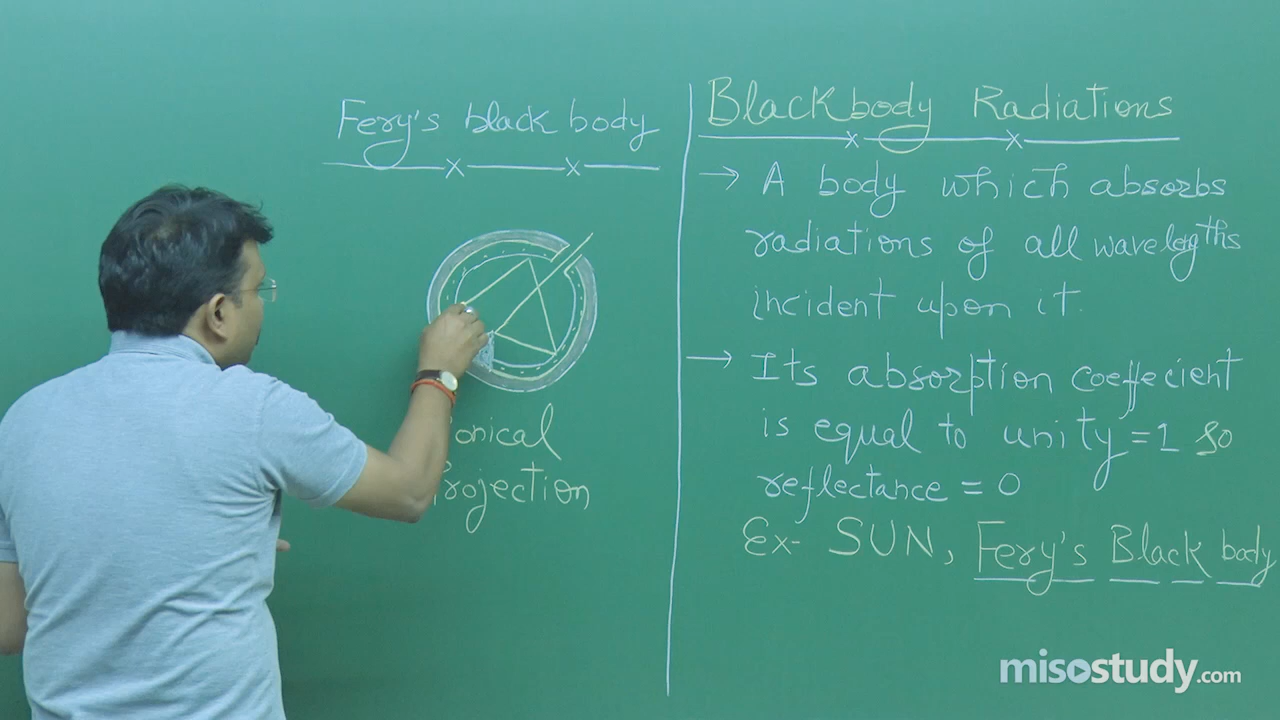 Fery's black body
onical
rojection
Blackbody Radiations
→ A body which absorbs
radiations of all wavelengths
incident upon it.
→ Its absorption coeffecient
is equal to unity = 1 so
reflectance = 0
Ex- SUN, Fery's Black body
misostudy.com